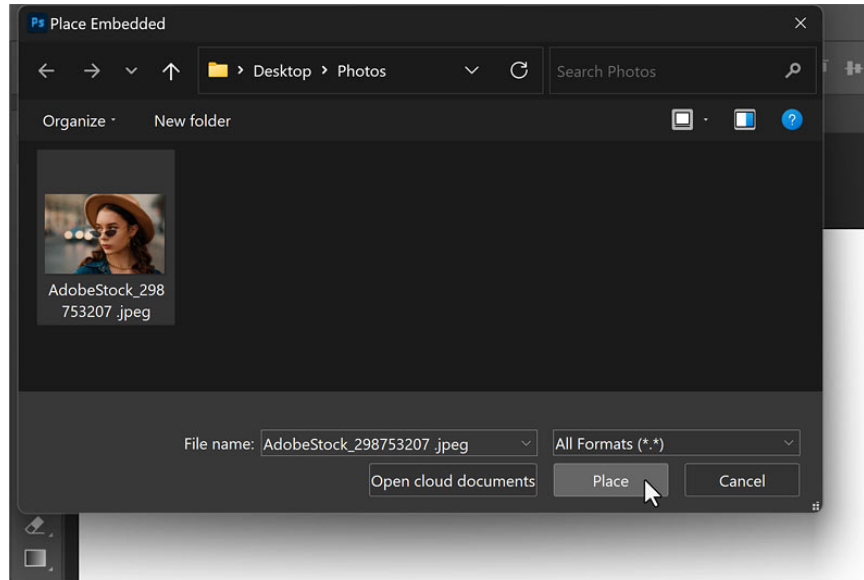 Ps Place Embedded
Desktop > Photos
Search Photos
Organize
New folder
?
AdobeStock_298
753207 .jpeg
File name: AdobeStock_298753207 .jpeg
All Formats (*.*)
Open cloud documents
Place
Cancel